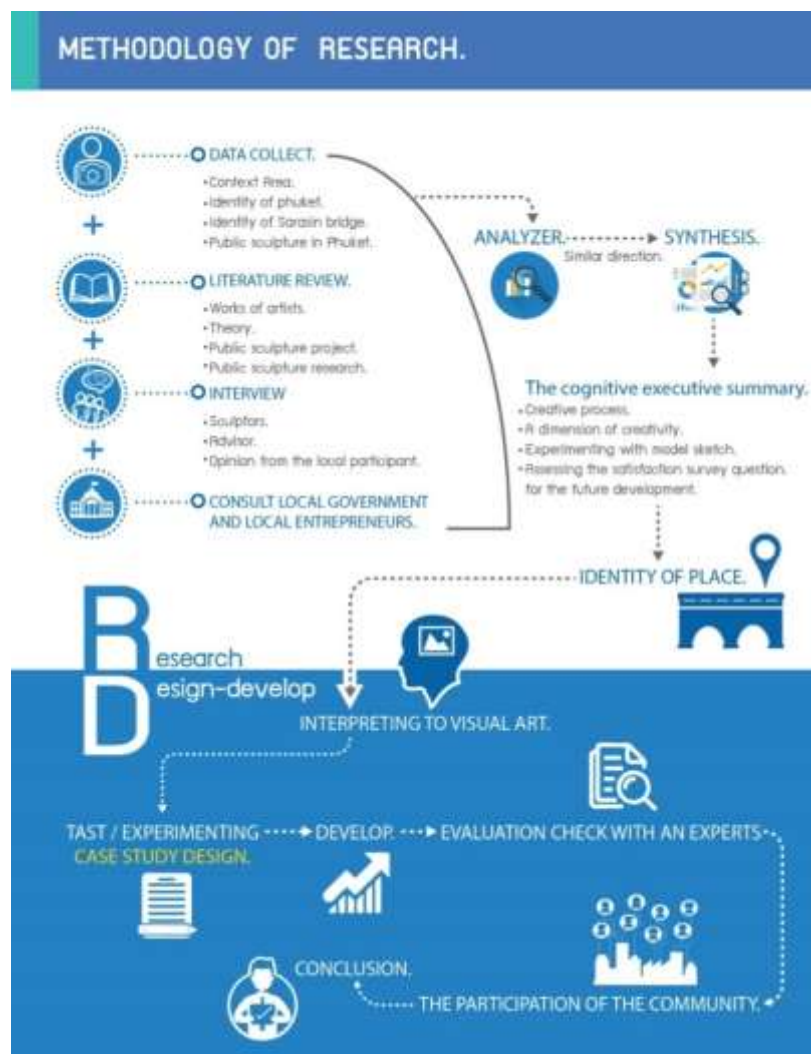 METHODOLOGY OF RESEARCH.
DATA COLLECT.
• Context Area.
• Identity of phuket.
• Identity of Sarasin bridge.
• Public sculpture in Phuket.
LITERATURE REVIEW.
• Works of artists.
• Theory.
• Public sculpture project.
• Public sculpture research.
INTERVIEW
• Sculptors.
• Advisor.
• Opinion from the local participant.
CONSULT LOCAL GOVERNMENT
AND LOCAL ENTREPRENEURS.
ANALYZER.
Similar direction.
SYNTHESIS.
The cognitive executive summary.
• Creative process.
• A dimension of creativity.
• Experimenting with model sketch.
• Assessing the satisfaction survey question.
for the future development.
IDENTITY OF PLACE.
Research
Design-develop
INTERPRETING TO VISUAL ART.
TAST / EXPERIMENTING
CASE STUDY DESIGN.
DEVELOP.
EVALUATION CHECK WITH AN EXPERTS
THE PARTICIPATION OF THE COMMUNITY.
CONCLUSION.